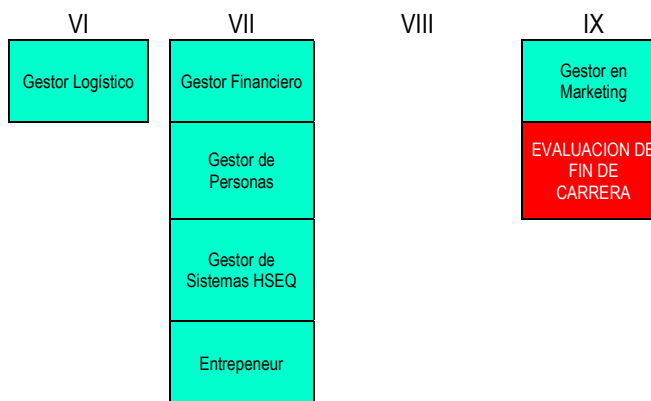 VI VII VIII IX
Gestor Logístico
Gestor Financiero
Gestor en
Marketing
Gestor de
Personas
EVALUACION DE
FIN DE
CARRERA
Gestor de
Sistemas HSEQ
Entrepeneur